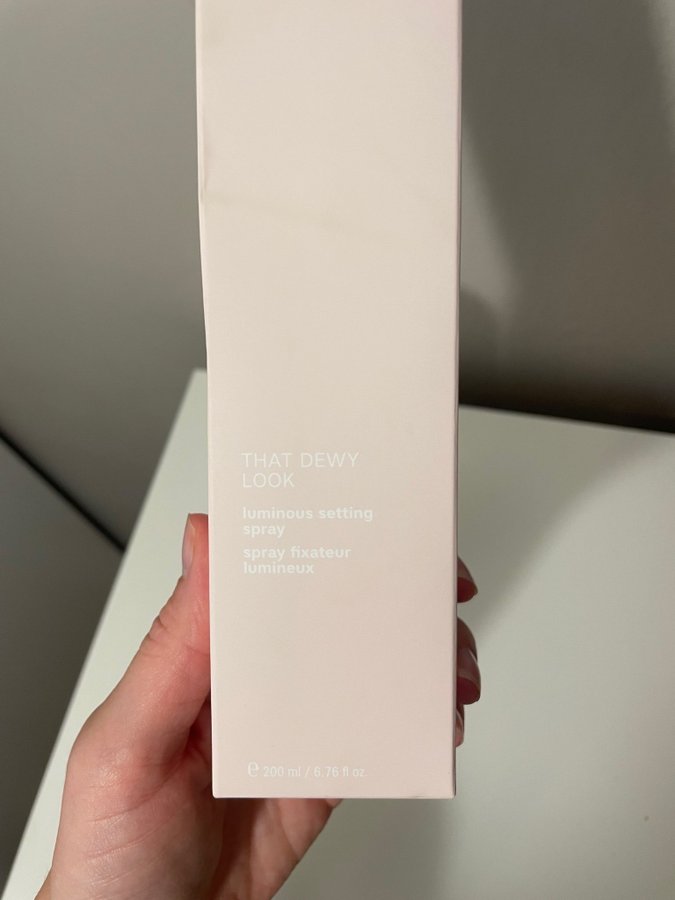 THAT DEWY
LOOK
luminous setting
spray
spray fixateur
lumineux
℮ 200 ml / 6.76 fl oz